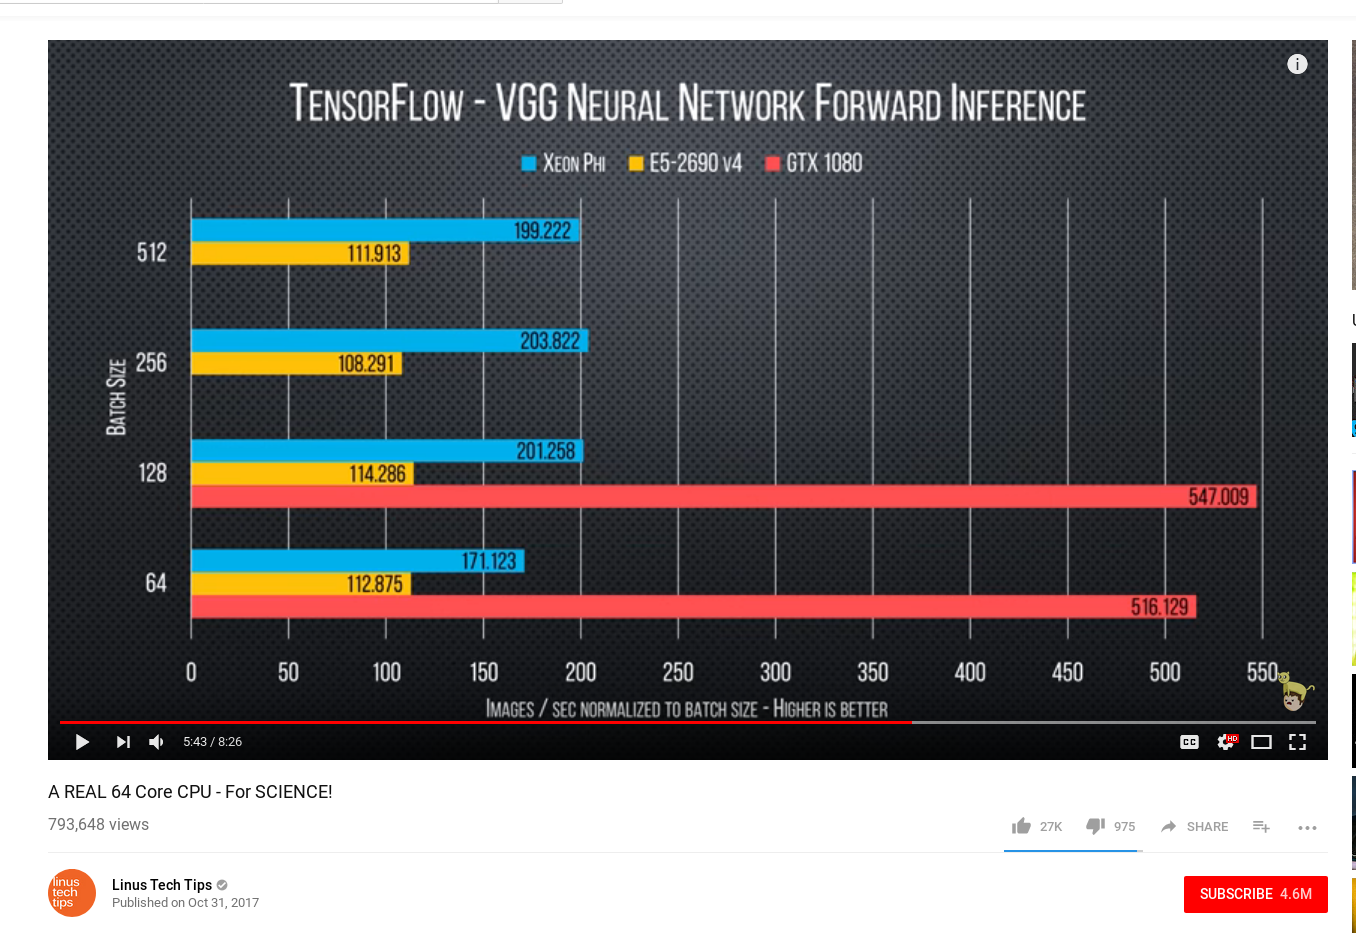 TENSORFLOW - VGG NEURAL NETWORK FORWARD INFERENCE
XEON PHI E5-2690 V4 GTX 1080
199.222
512
111.913
203.822
256
108.291
BATCH SIZE
201.258
128
114.286
547.009
171.123
64
112.875
516.129
0 50 100 150 200 250 300 350 400 450 500 550
IMAGES / SEC NORMALIZED TO BATCH SIZE - HIGHER IS BETTER
5:43 / 8:26 CC HD
A REAL 64 Core CPU - For SCIENCE!
793,648 views
27K 975 SHARE
linus
tech
tips
Linus Tech Tips
Published on Oct 31, 2017
SUBSCRIBE 4.6M